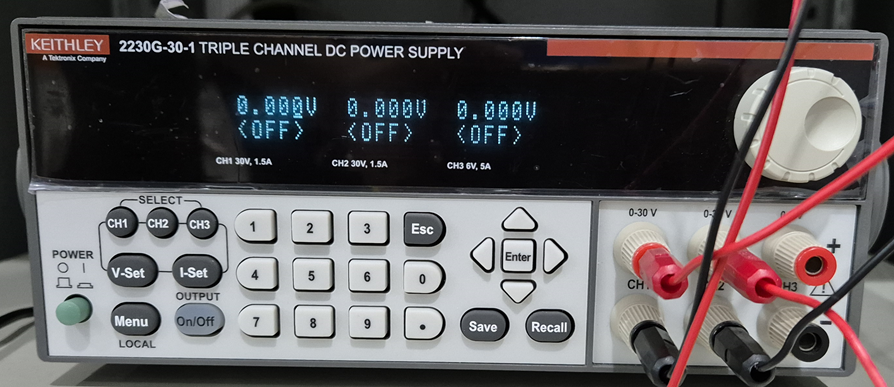 KEITHLEY 2230G-30-1 TRIPLE CHANNEL DC POWER SUPPLY
A Tektronix Company
0.000V 0.000V 0.000V
<OFF> <OFF> <OFF>
CH1 30V, 1.5A CH2 30V, 1.5A CH3 6V, 5A
SELECT
CH1 CH2 CH3 1 2 3 Esc
0-30 V
POWER
O I
V-Set I-Set 4 5 6 0 Enter
OUTPUT
Menu On/Off 7 8 9 . Save Recall
LOCAL
+
-